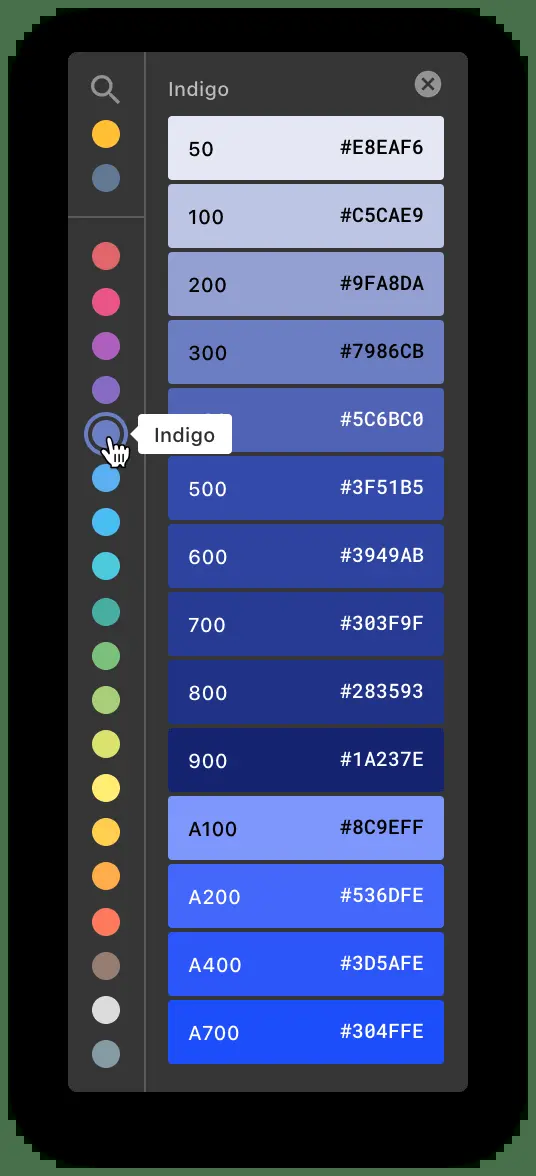 Indigo
50 #E8EAF6
100 #C5CAE9
200 #9FA8DA
300 #7986CB
#5C6BC0
Indigo
500 #3F51B5
600 #3949AB
700 #303F9F
800 #283593
900 #1A237E
A100 #8C9EFF
A200 #536DFE
A400 #3D5AFE
A700 #304FFE